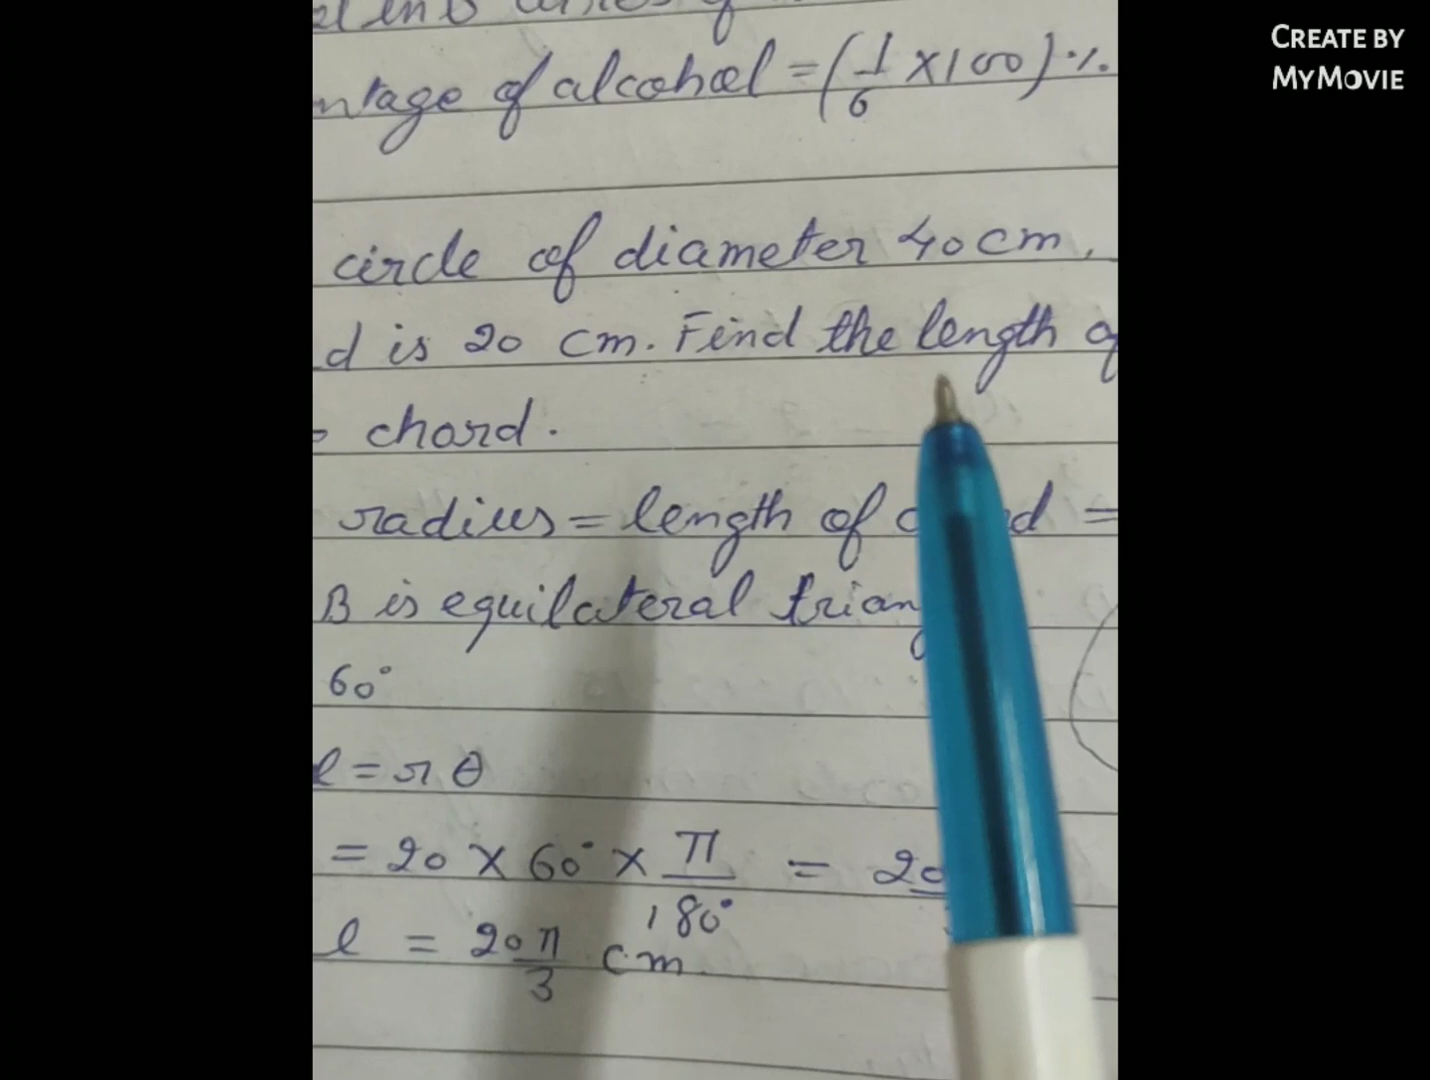 CREATE BY
MYMOVIE
ntage of alcohol = (1/6 × 100) %
circle of diameter 40 cm,
d is 20 cm. Find the length of
chord.
radius = length of d =
B is equilateral trian
60°
l = r θ
= 20 × 60° × π/180° = 20
l = 20π/3 cm